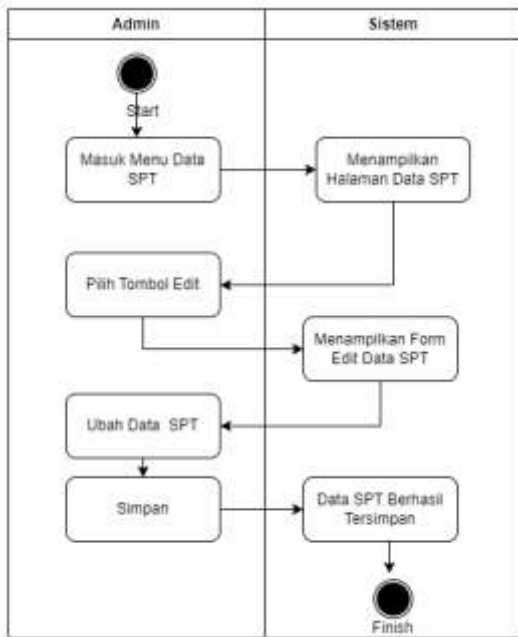 Admin
Sistem
Start
Masuk Menu Data
SPT
Menampilkan
Halaman Data SPT
Pilih Tombol Edit
Menampilkan Form
Edit Data SPT
Ubah Data SPT
Simpan
Data SPT Berhasil
Tersimpan
Finish